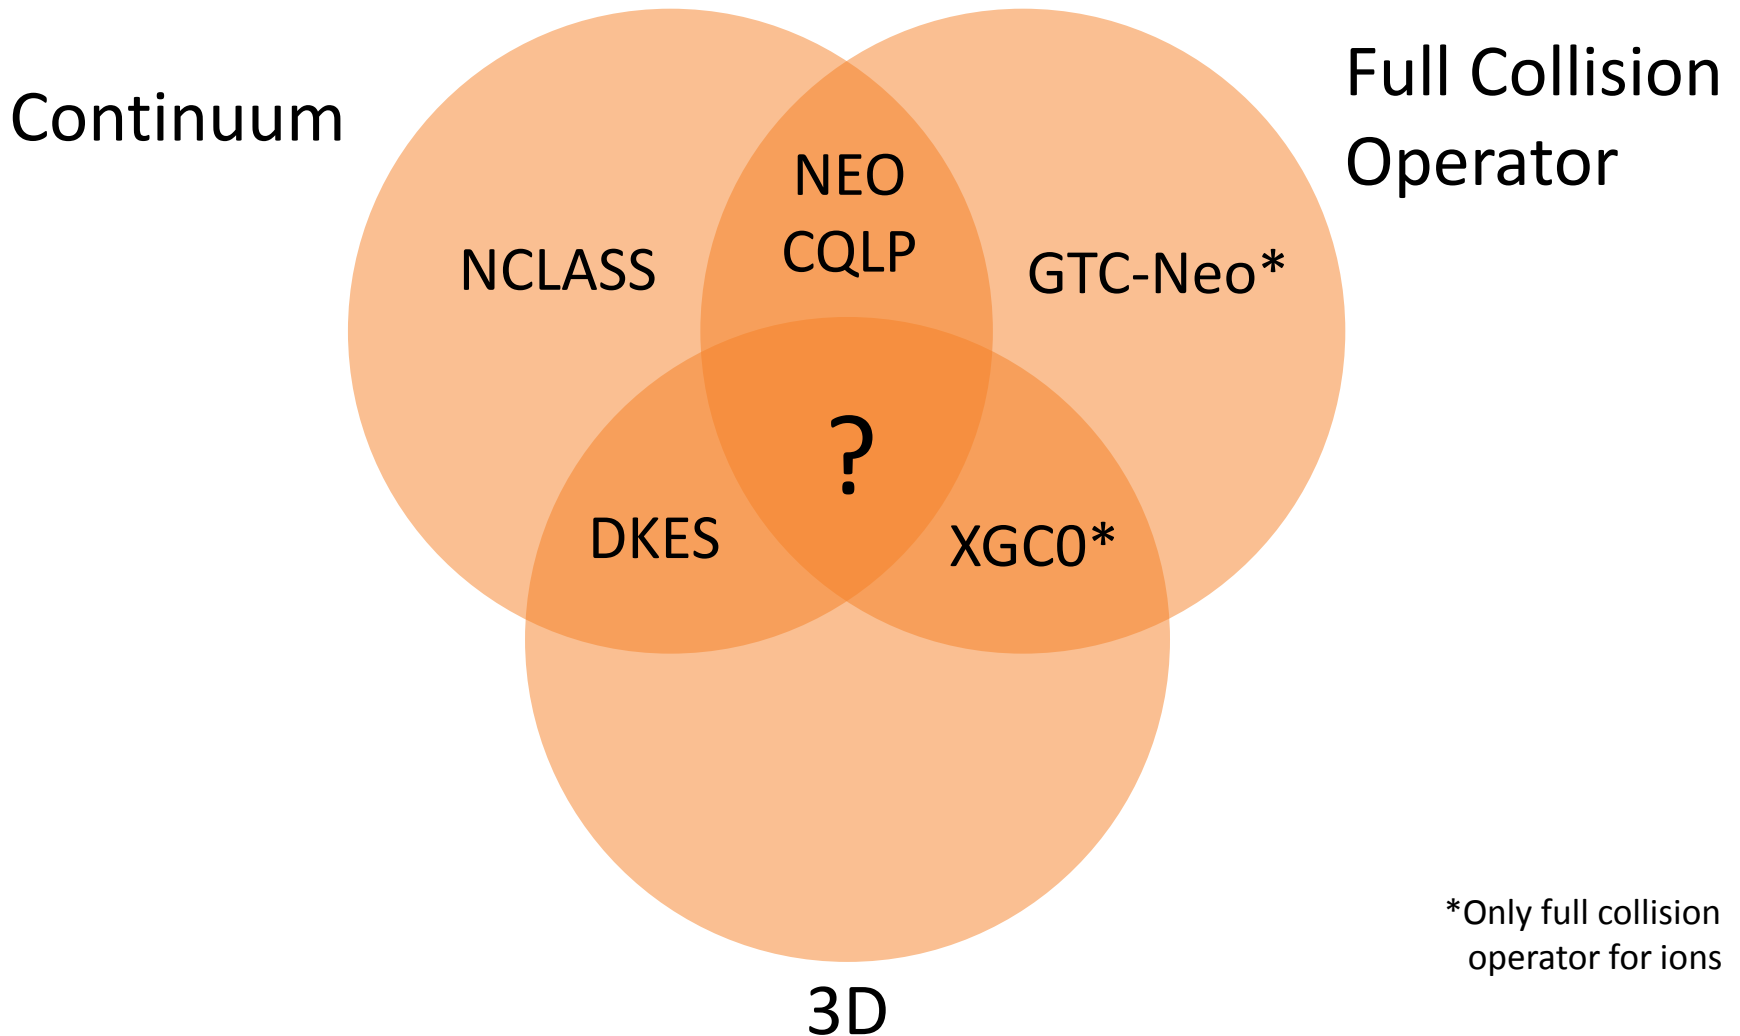 Continuum
Full Collision
Operator
NEO
CQLP
NCLASS
GTC-Neo*
?
DKES
XGC0*
3D
*Only full collision
operator for ions